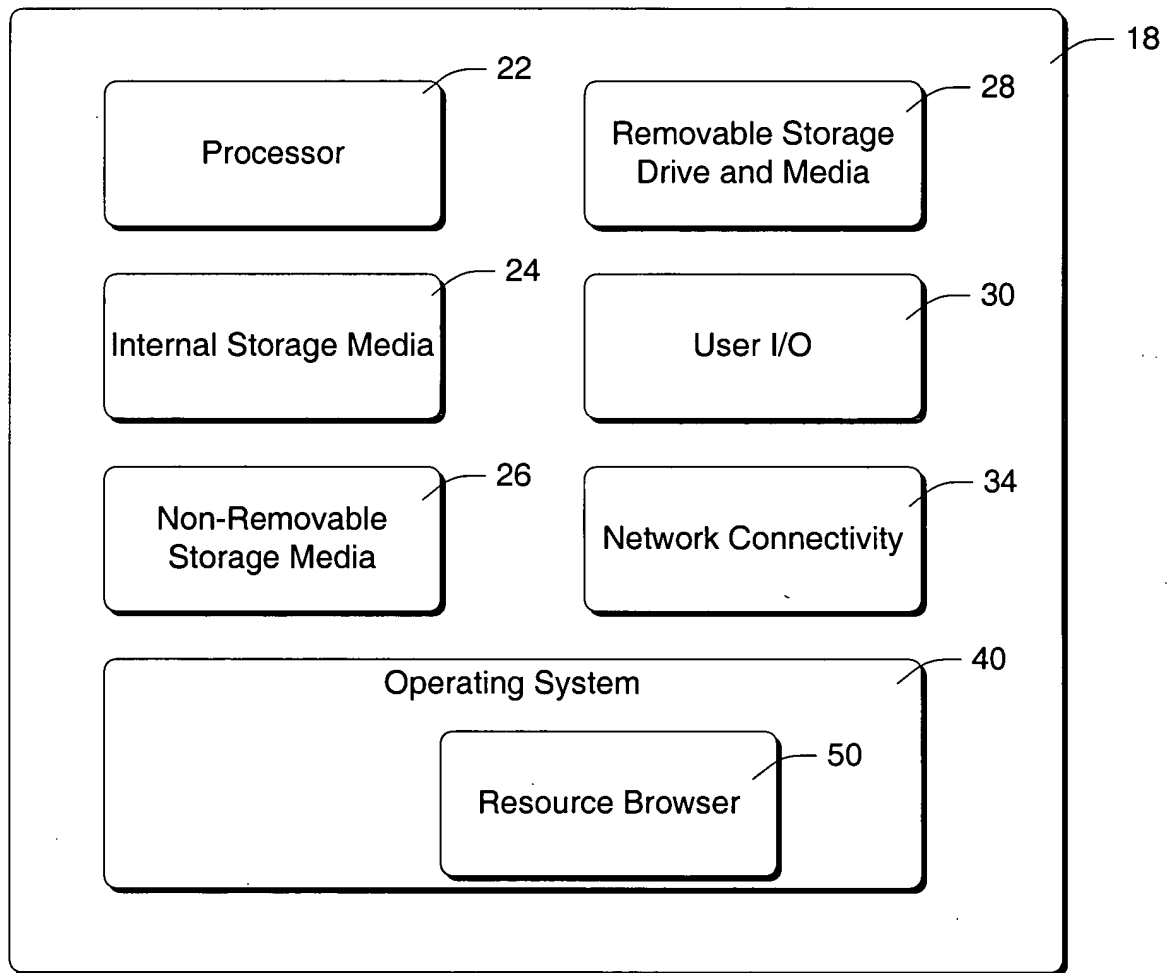 18
22
Processor
28
Removable Storage
Drive and Media
24
Internal Storage Media
30
User I/O
26
Non-Removable
Storage Media
34
Network Connectivity
40
Operating System
50
Resource Browser